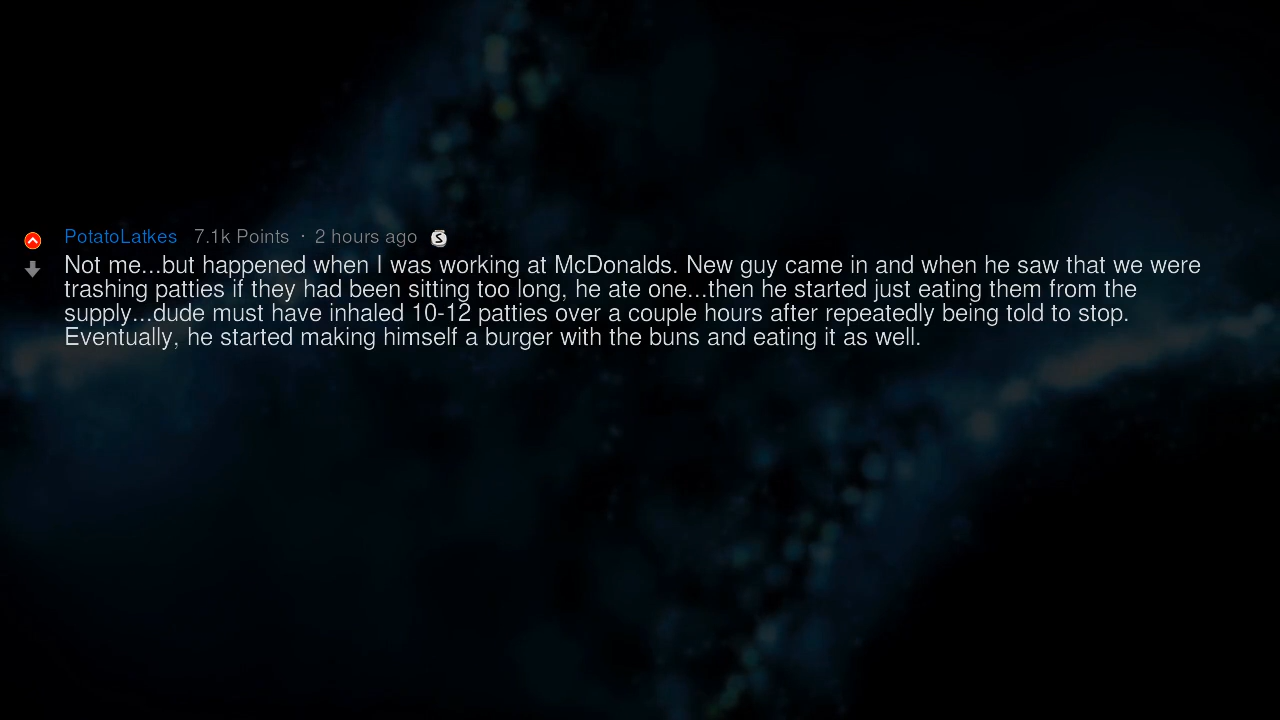 PotatoLatkes 7.1k Points · 2 hours ago S
Not me...but happened when I was working at McDonalds. New guy came in and when he saw that we were
trashing patties if they had been sitting too long, he ate one...then he started just eating them from the
supply...dude must have inhaled 10-12 patties over a couple hours after repeatedly being told to stop.
Eventually, he started making himself a burger with the buns and eating it as well.